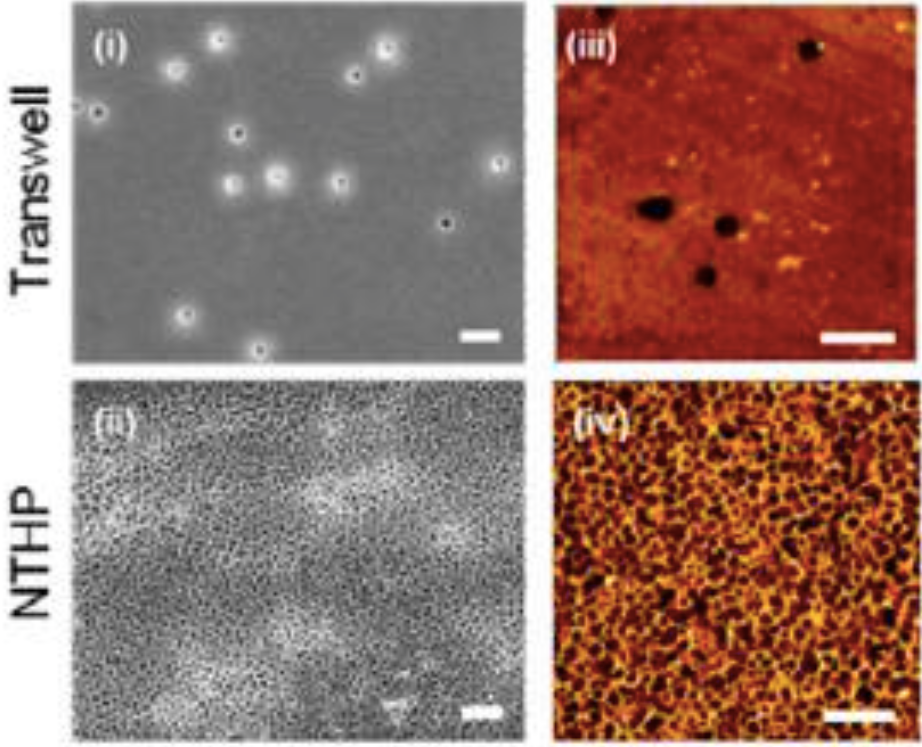 Transwell
(i)
(iii)
NTHP
(ii)
(iv)